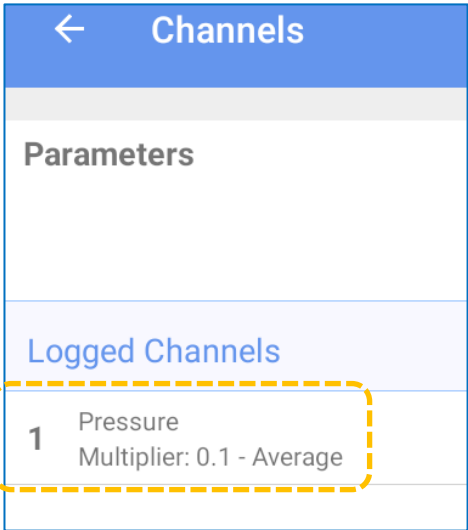 Channels
Parameters
Logged Channels
1
Pressure
Multiplier: 0.1 - Average